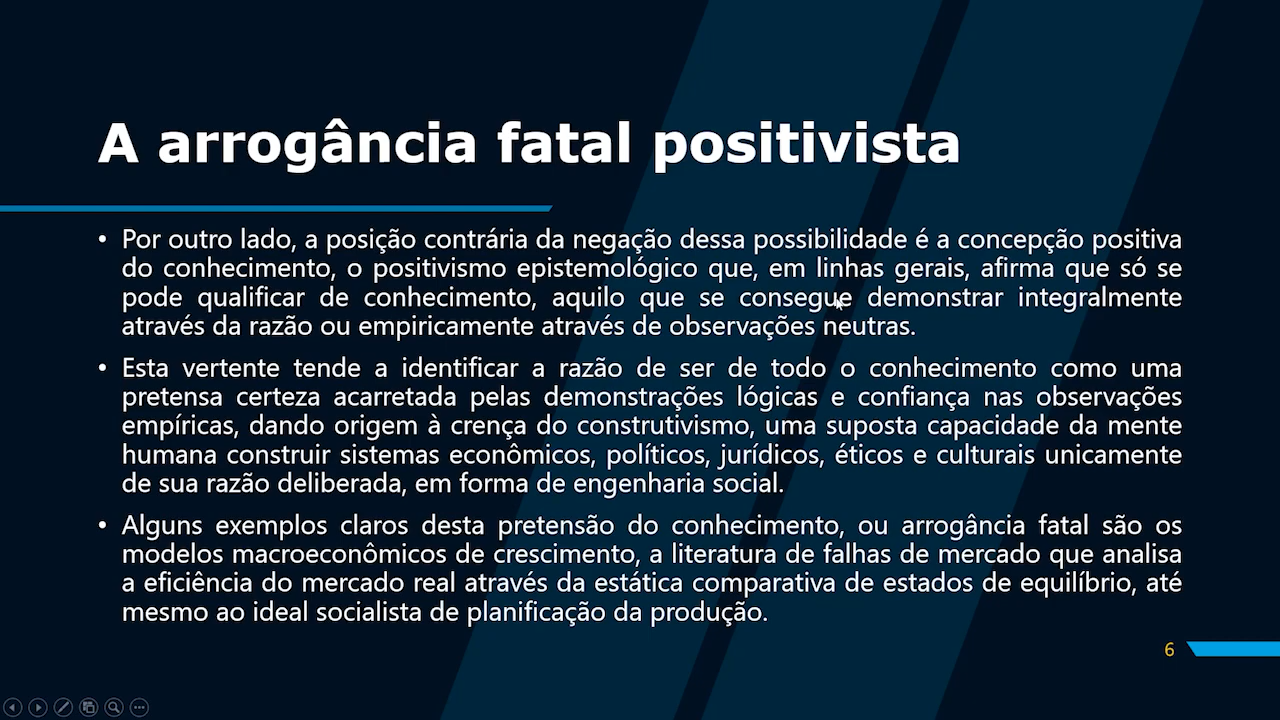 A arrogância fatal positivista
• Por outro lado, a posição contrária da negação dessa possibilidade é a concepção positiva
do conhecimento, o positivismo epistemológico que, em linhas gerais, afirma que só se
pode qualificar de conhecimento, aquilo que se consegue demonstrar integralmente
através da razão ou empiricamente através de observações neutras.
• Esta vertente tende a identificar a razão de ser de todo o conhecimento como uma
pretensa certeza acarretada pelas demonstrações lógicas e confiança nas observações
empíricas, dando origem à crença do construtivismo, uma suposta capacidade da mente
humana construir sistemas econômicos, políticos, jurídicos, éticos e culturais unicamente
de sua razão deliberada, em forma de engenharia social.
• Alguns exemplos claros desta pretensão do conhecimento, ou arrogância fatal são os
modelos macroeconômicos de crescimento, a literatura de falhas de mercado que analisa
a eficiência do mercado real através da estática comparativa de estados de equilíbrio, até
mesmo ao ideal socialista de planificação da produção.
6